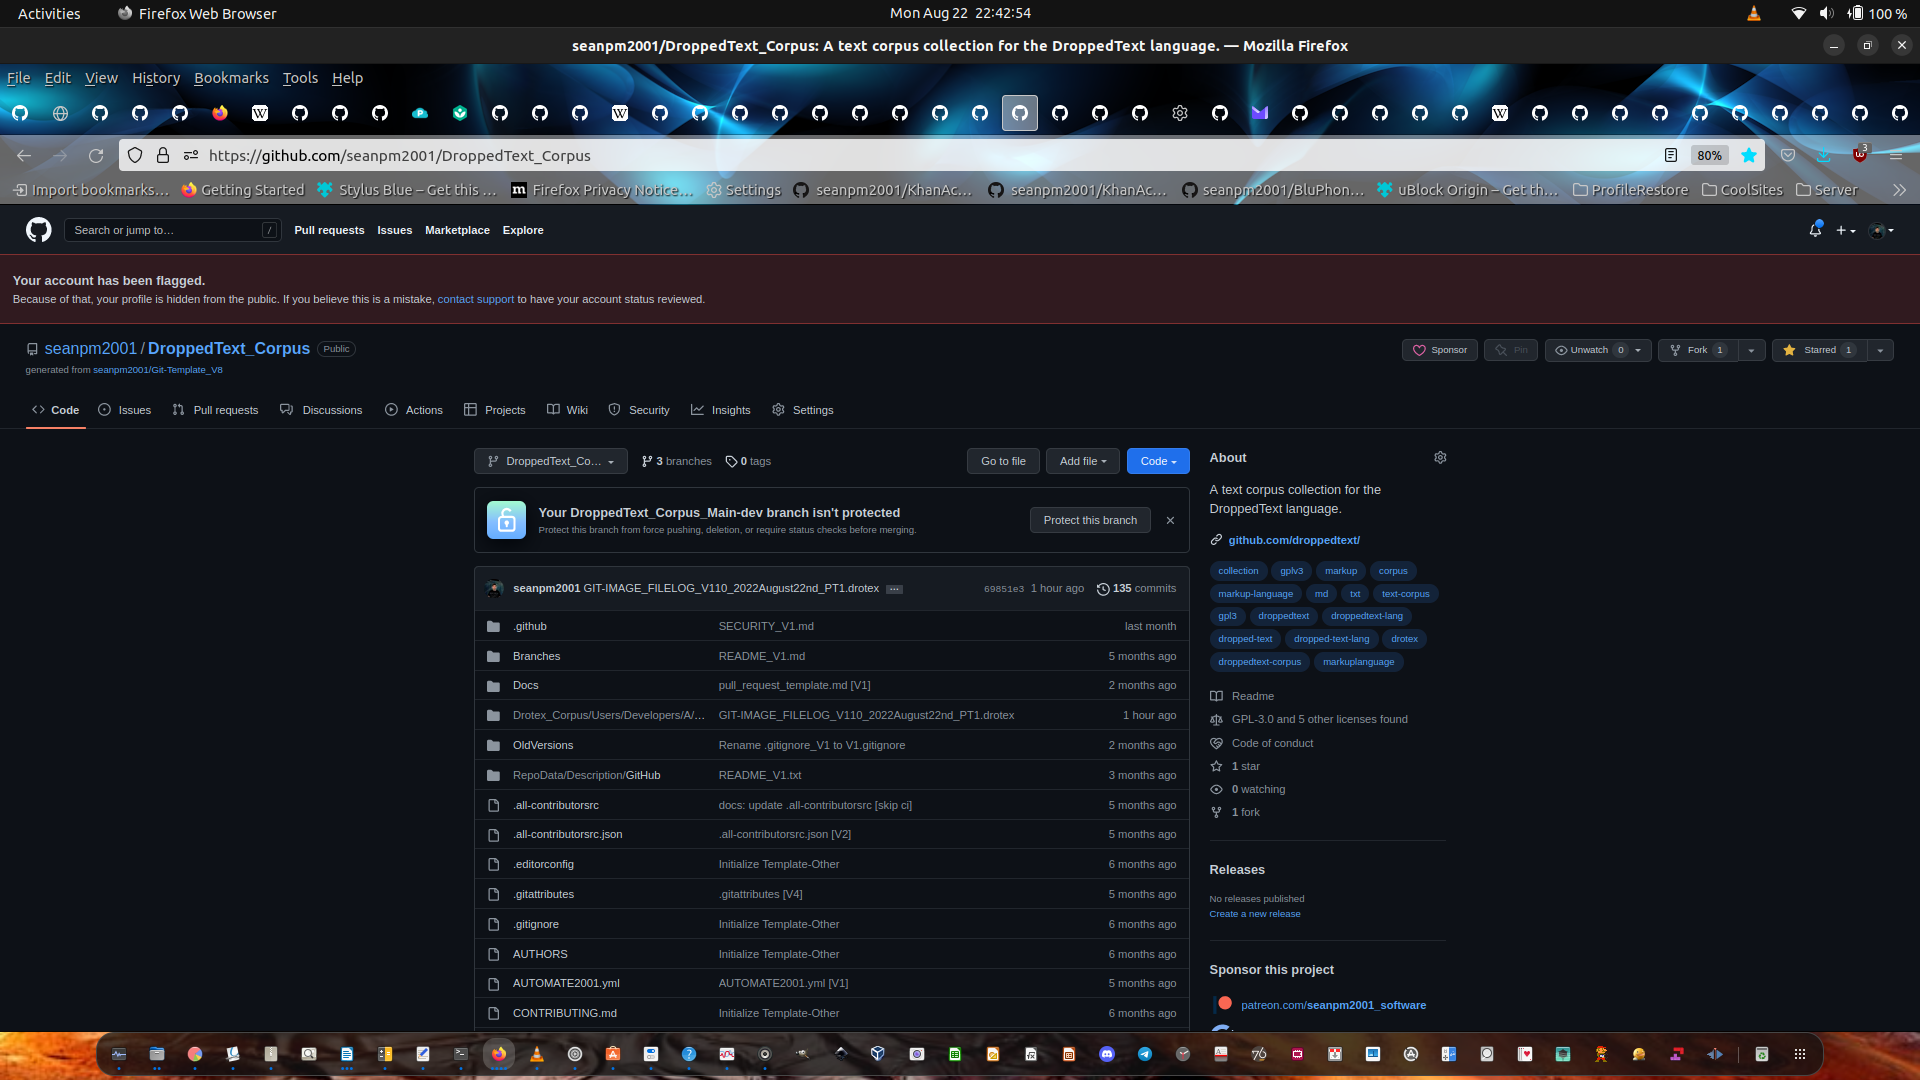 Activities
Firefox Web Browser
Mon Aug 22 22:42:54
100 %
seanpm2001/DroppedText_Corpus: A text corpus collection for the DroppedText language. — Mozilla Firefox
File Edit View History Bookmarks Tools Help
https://github.com/seanpm2001/DroppedText_Corpus
80%
3
Import bookmarks…
Getting Started
Stylus Blue – Get this …
Firefox Privacy Notice…
Settings
seanpm2001/KhanAc…
seanpm2001/KhanAc…
seanpm2001/BluPhon…
uBlock Origin – Get th…
ProfileRestore
CoolSites
Server
Search or jump to…
/
Pull requests
Issues
Marketplace
Explore
Your account has been flagged.
Because of that, your profile is hidden from the public. If you believe this is a mistake, contact support to have your account status reviewed.
seanpm2001 / DroppedText_Corpus
Public
Sponsor
Pin
Unwatch 0
Fork 1
Starred 1
generated from seanpm2001/Git-Template_V8
Code
Issues
Pull requests
Discussions
Actions
Projects
Wiki
Security
Insights
Settings
DroppedText_Co…
3 branches
0 tags
Go to file
Add file
Code
Your DroppedText_Corpus_Main-dev branch isn't protected
Protect this branch from force pushing, deletion, or require status checks before merging.
Protect this branch
seanpm2001 GIT-IMAGE_FILELOG_V110_2022August22nd_PT1.drotex …
69851e3 1 hour ago
135 commits
.github SECURITY_V1.md last month
Branches README_V1.md 5 months ago
Docs pull_request_template.md [V1] 2 months ago
Drotex_Corpus/Users/Developers/A/… GIT-IMAGE_FILELOG_V110_2022August22nd_PT1.drotex 1 hour ago
OldVersions Rename .gitignore_V1 to V1.gitignore 2 months ago
RepoData/Description/GitHub README_V1.txt 3 months ago
.all-contributorsrc docs: update .all-contributorsrc [skip ci] 5 months ago
.all-contributorsrc.json .all-contributorsrc.json [V2] 5 months ago
.editorconfig Initialize Template-Other 6 months ago
.gitattributes .gitattributes [V4] 5 months ago
.gitignore Initialize Template-Other 6 months ago
AUTHORS Initialize Template-Other 6 months ago
AUTOMATE2001.yml AUTOMATE2001.yml [V1] 5 months ago
CONTRIBUTING.md Initialize Template-Other 6 months ago
About
A text corpus collection for the
DroppedText language.
github.com/droppedtext/
collection gplv3 markup corpus
markup-language md txt text-corpus
gpl3 droppedtext droppedtext-lang
dropped-text dropped-text-lang drotex
droppedtext-corpus markuplanguage
Readme
GPL-3.0 and 5 other licenses found
Code of conduct
1 star
0 watching
1 fork
Releases
No releases published
Create a new release
Sponsor this project
patreon.com/seanpm2001_software